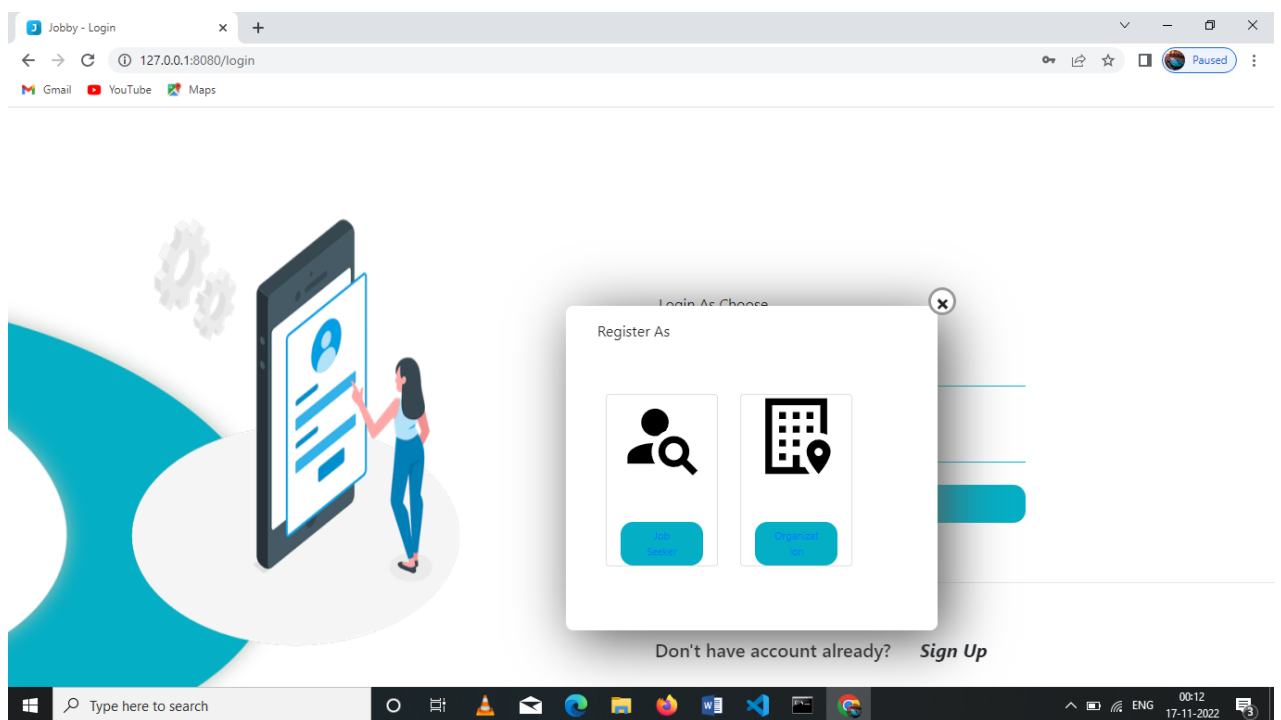 Jobby - Login
127.0.0.1:8080/login
Paused
Gmail YouTube Maps
Login As Choose
Register As
Job
Seeker
Organizat
ion
Don't have account already? Sign Up
Type here to search
ENG
00:12
17-11-2022
3